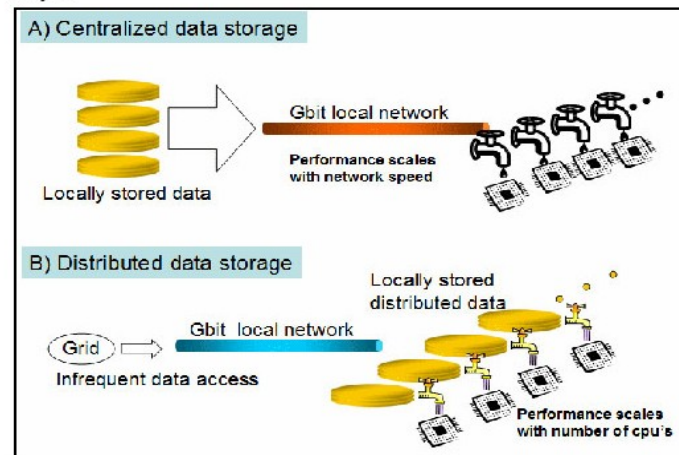 A) Centralized data storage
Gbit local network
Performance scales
with network speed
Locally stored data
B) Distributed data storage
Locally stored
distributed data
Gbit local network
Grid
Infrequent data access
Performance scales
with number of cpu's